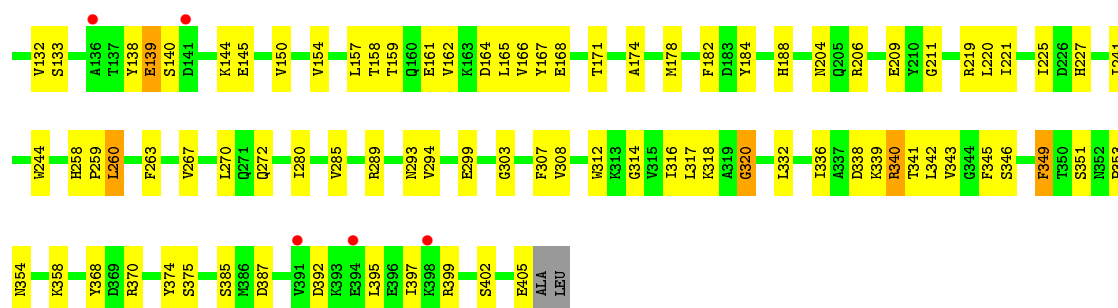 V132 S133 A136 T137 Y138 E139 S140 D141 K144 E145 V150 V154 L157 T158 T159 Q160 E161 V162 K163 D164 L165 V166 Y167 E168 T171 A174 M178 F182 D183 Y184 H188 N204 Q205 R206 E209 Y210 G211 R219 L220 I221 I225 D226 H227
W244 H258 P259 L260 F263 V267 L270 Q271 Q272 I280 V285 R289 N293 V294 E299 G303 F307 V308 W312 K313 G314 V315 I316 L317 K318 A319 G320 L332 I336 A337 D338 K339 R340 T341 L342 V343 G344 F345 S346 F349 I350 S351 N352
N354 K358 Y368 D369 R370 Y374 S375 S385 M386 D387 V391 D392 K393 E394 L395 E396 I397 K398 R399 S402 E405 ALA LEU